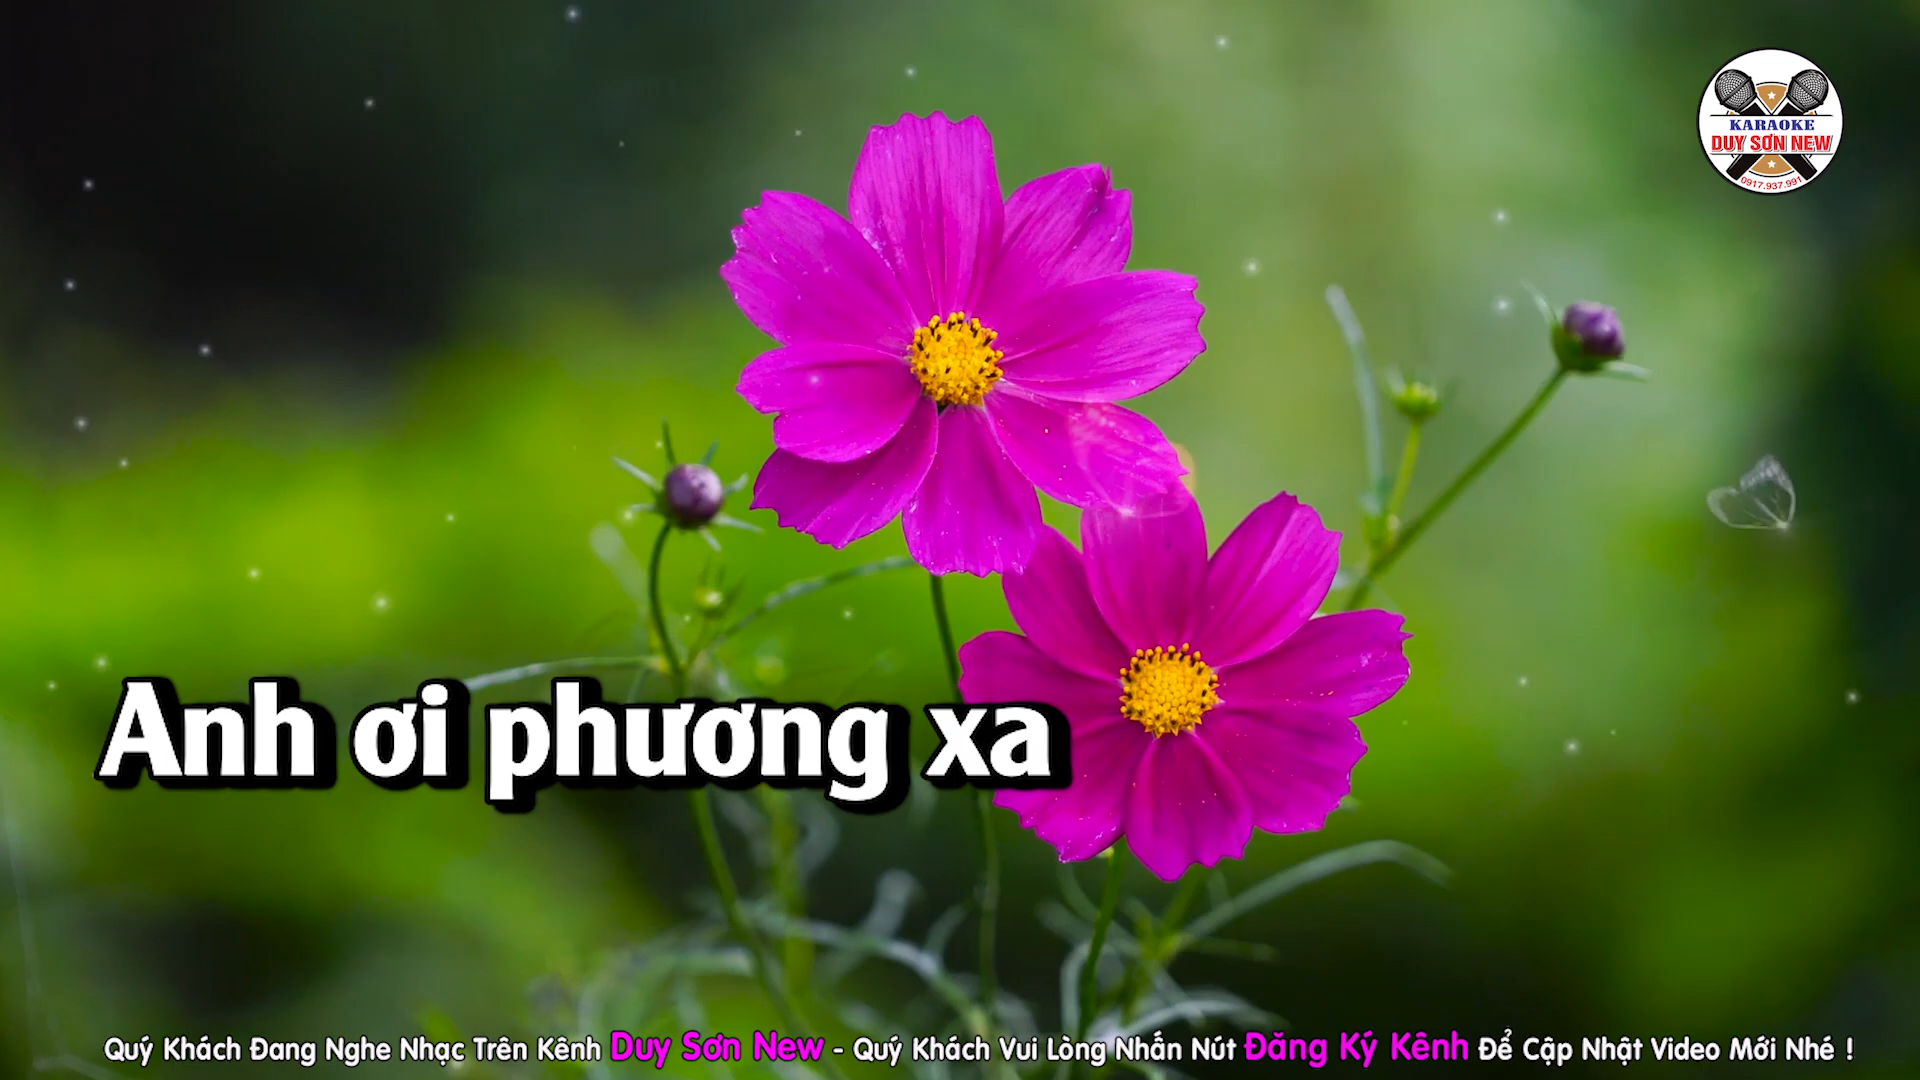 KARAOKE
DUY SƠN NEW
0917.937.991
Anh ơi phương xa
Quý Khách Đang Nghe Nhạc Trên Kênh Duy Sơn New - Quý Khách Vui Lòng Nhấn Nút Đăng Ký Kênh Để Cập Nhật Video Mới Nhé !